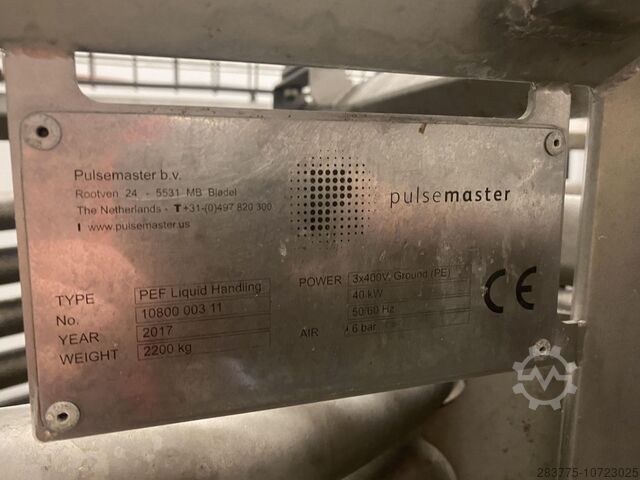 Pulsemaster b.v.
Rootven 24 - 5531 MB Bladel
The Netherlands - T+31-(0)497 820 300
I www.pulsemaster.us
pulsemaster
TYPE PEF Liquid Handling
No. 10800 003 11
YEAR 2017
WEIGHT 2200 kg
POWER 3x400V, Ground (PE)
40 kW
50/60 Hz
AIR 6 bar
CE
283775-10723025